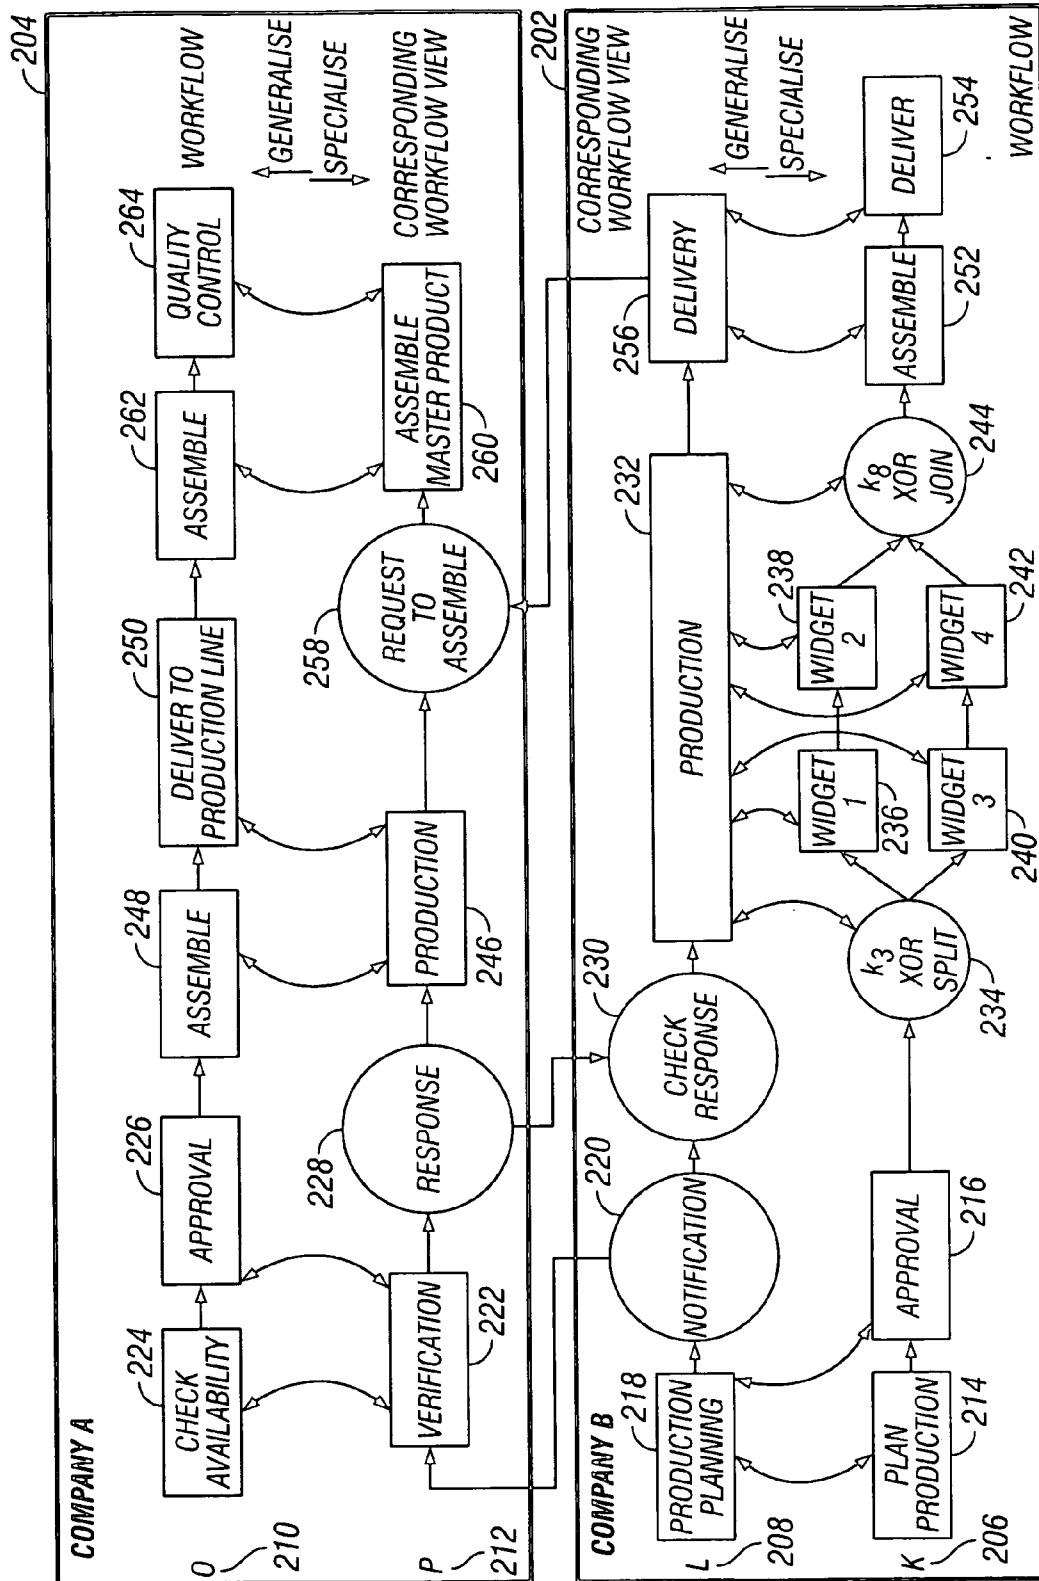 204
COMPANY A
O
210
224
CHECK
AVAILABILITY
226
APPROVAL
248
ASSEMBLE
250
DELIVER TO
PRODUCTION LINE
262
ASSEMBLE
264
QUALITY
CONTROL
WORKFLOW
GENERALISE
SPECIALISE
CORRESPONDING
WORKFLOW VIEW
P
212
VERIFICATION
222
228
RESPONSE
PRODUCTION
246
258
REQUEST
TO
ASSEMBLE
ASSEMBLE
MASTER PRODUCT
260
202
COMPANY B
L
208
218
PRODUCTION
PLANNING
220
NOTIFICATION
230
CHECK
RESPONSE
232
PRODUCTION
256
DELIVERY
CORRESPONDING
WORKFLOW VIEW
GENERALISE
SPECIALISE
K
206
PLAN
PRODUCTION
214
APPROVAL
216
k3
XOR
SPLIT
234
WIDGET
1
236
WIDGET
2
238
WIDGET
3
240
WIDGET
4
242
k8
XOR
JOIN
244
ASSEMBLE
252
DELIVER
254
WORKFLOW